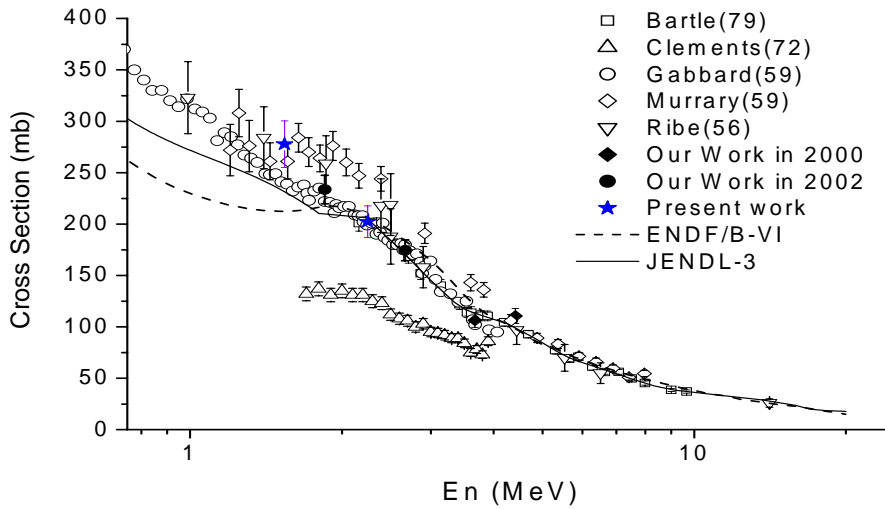 400
350
300
250
200
150
100
50
0
Cross Section (mb)
1
10
En (MeV)
Bartle(79)
Clements(72)
Gabbard(59)
Murrary(59)
Ribe(56)
Our Work in 2000
Our Work in 2002
Present work
ENDF/B-VI
JENDL-3